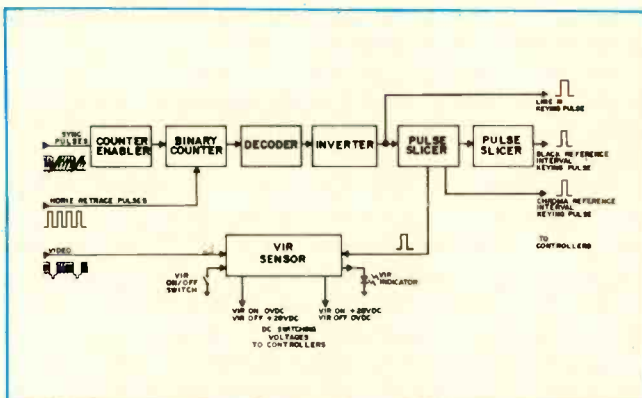 SYNC
PULSES
COUNTER
ENABLER
BINARY
COUNTER
DECODER
INVERTER
PULSE
SLICER
PULSE
SLICER
LINE 19
KEYING PULSE
BLACK REFERENCE
INTERVAL
KEYING PULSE
CHROMA REFERENCE
INTERVAL
KEYING PULSE
TO
CONTROLLERS
HORIZ RETRACE PULSES
VIDEO
VIR
ON/OFF
SWITCH
VIR
SENSOR
VIR
INDICATOR
VIR ON 0VDC
VIR OFF +20VDC
VIR ON +20VDC
VIR OFF 0VDC
DC SWITCHING
VOLTAGES
TO CONTROLLERS